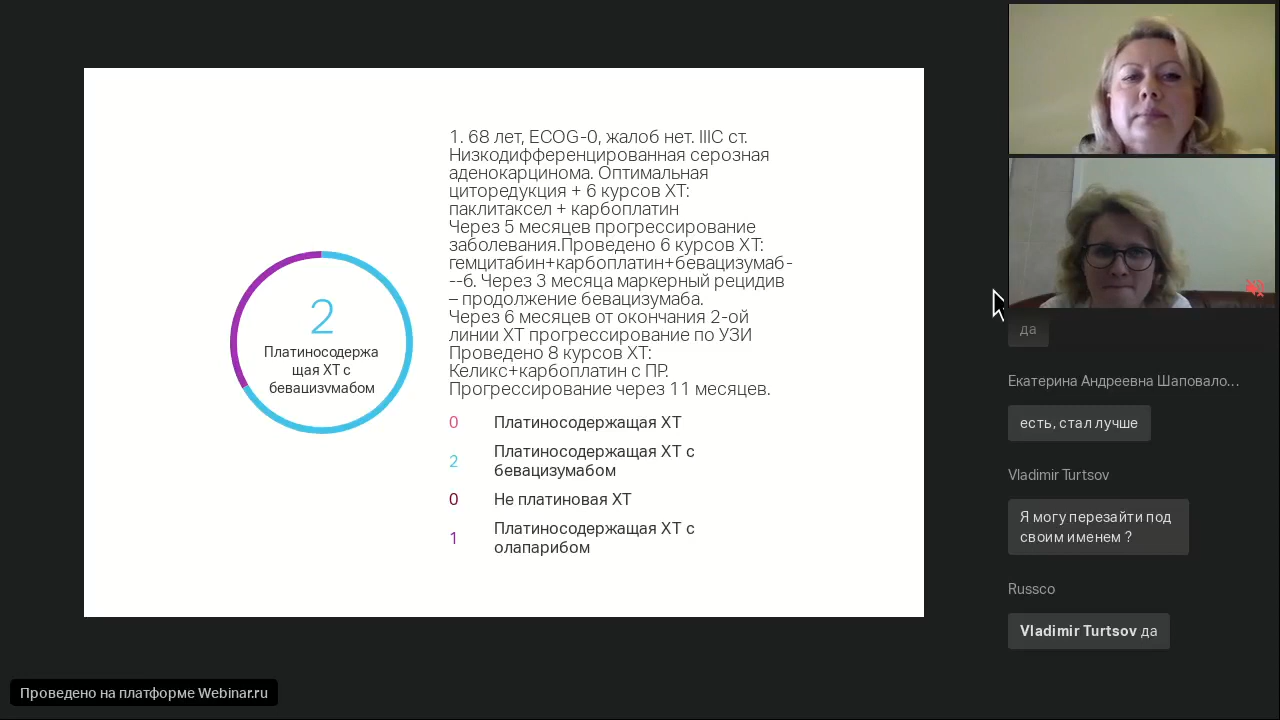 1. 68 лет, ECOG-0, жалоб нет. IIIC ст.
Низкодифференцированная серозная
аденокарцинома. Оптимальная
циторедукция + 6 курсов ХТ:
паклитаксел + карбоплатин
Через 5 месяцев прогрессирование
заболевания.Проведено 6 курсов ХТ:
гемцитабин+карбоплатин+бевацизумаб-
--6. Через 3 месяца маркерный рецидив
– продолжение бевацизумаба.
Через 6 месяцев от окончания 2-ой
линии ХТ прогрессирование по УЗИ
Проведено 8 курсов ХТ:
Келикс+карбоплатин с ПР.
Прогрессирование через 11 месяцев.
2
Платиносодержа
щая ХТ с
бевацизумабом
0 Платиносодержащая ХТ
2 Платиносодержащая ХТ с
бевацизумабом
0 Не платиновая ХТ
1 Платиносодержащая ХТ с
олапарибом
да
Екатерина Андреевна Шаповало...
есть, стал лучше
Vladimir Turtsov
Я могу перезайти под
своим именем ?
Russco
Vladimir Turtsov да
Проведено на платформе Webinar.ru